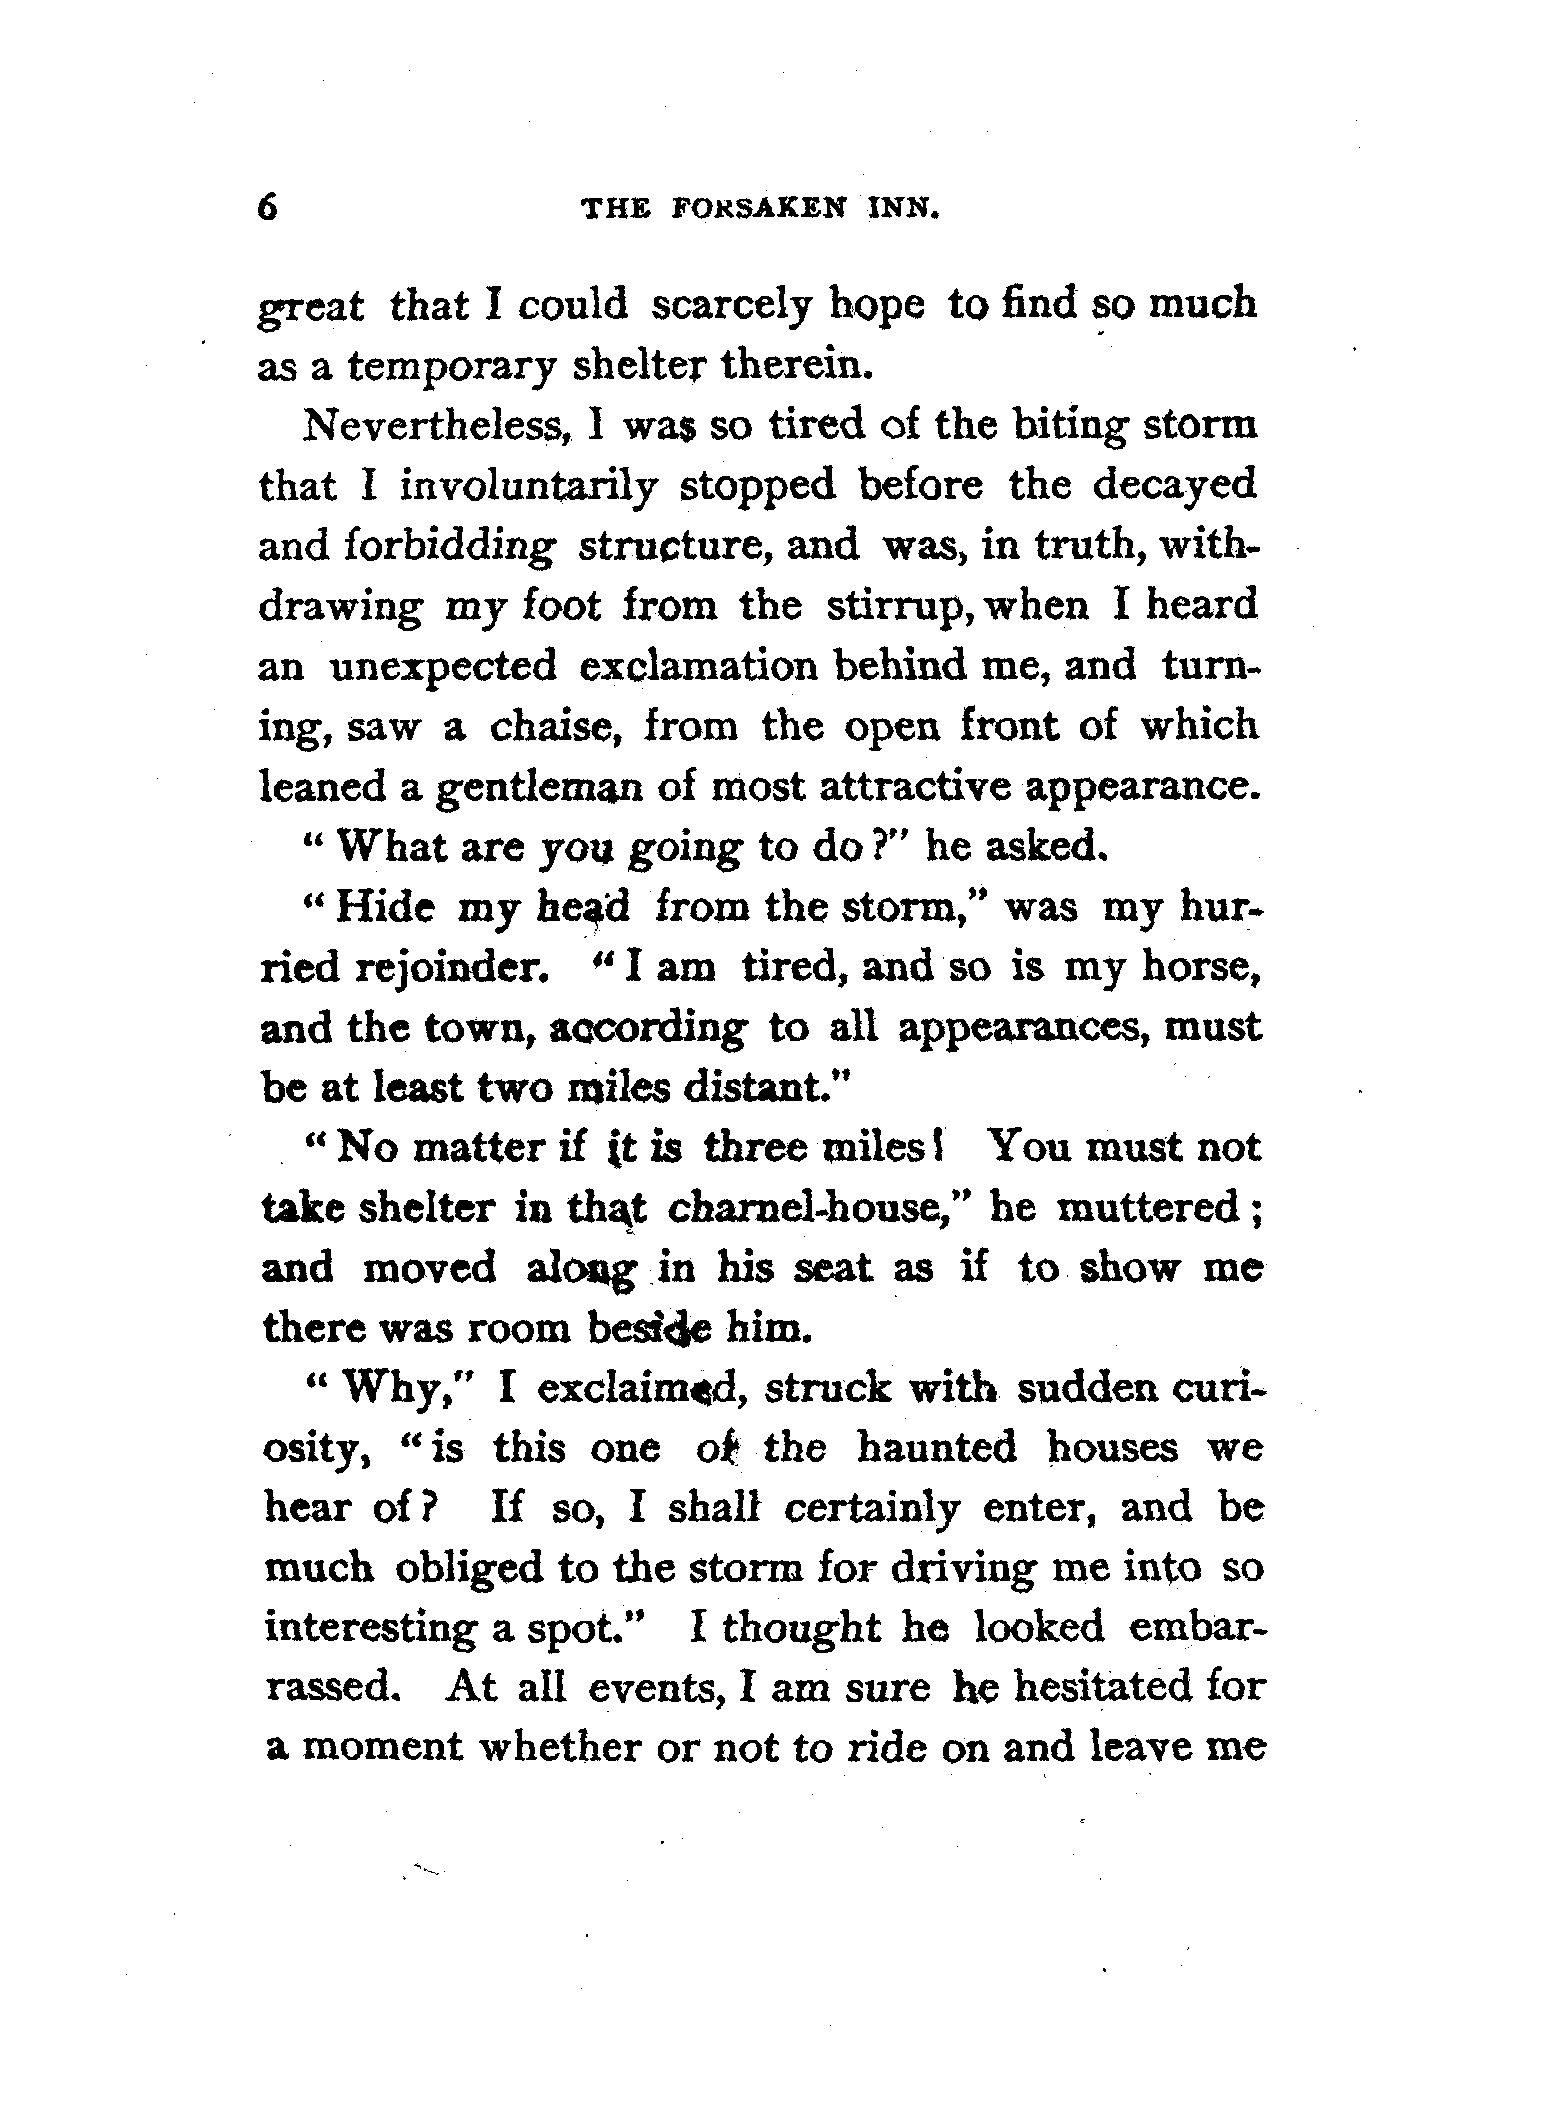 6 THE FORSAKEN INN.
great that I could scarcely hope to find so much
as a temporary shelter therein.
Nevertheless, I was so tired of the biting storm
that I involuntarily stopped before the decayed
and forbidding structure, and was, in truth, with-
drawing my foot from the stirrup, when I heard
an unexpected exclamation behind me, and turn-
ing, saw a chaise, from the open front of which
leaned a gentleman of most attractive appearance.
“ What are you going to do ?” he asked.
“ Hide my head from the storm,” was my hur-
ried rejoinder. “ I am tired, and so is my horse,
and the town, according to all appearances, must
be at least two miles distant.”
“ No matter if it is three miles ! You must not
take shelter in that charnel-house,” he muttered ;
and moved along in his seat as if to show me
there was room beside him.
“ Why,” I exclaimed, struck with sudden curi-
osity, “ is this one of the haunted houses we
hear of ? If so, I shall certainly enter, and be
much obliged to the storm for driving me into so
interesting a spot.” I thought he looked embar-
rassed. At all events, I am sure he hesitated for
a moment whether or not to ride on and leave me